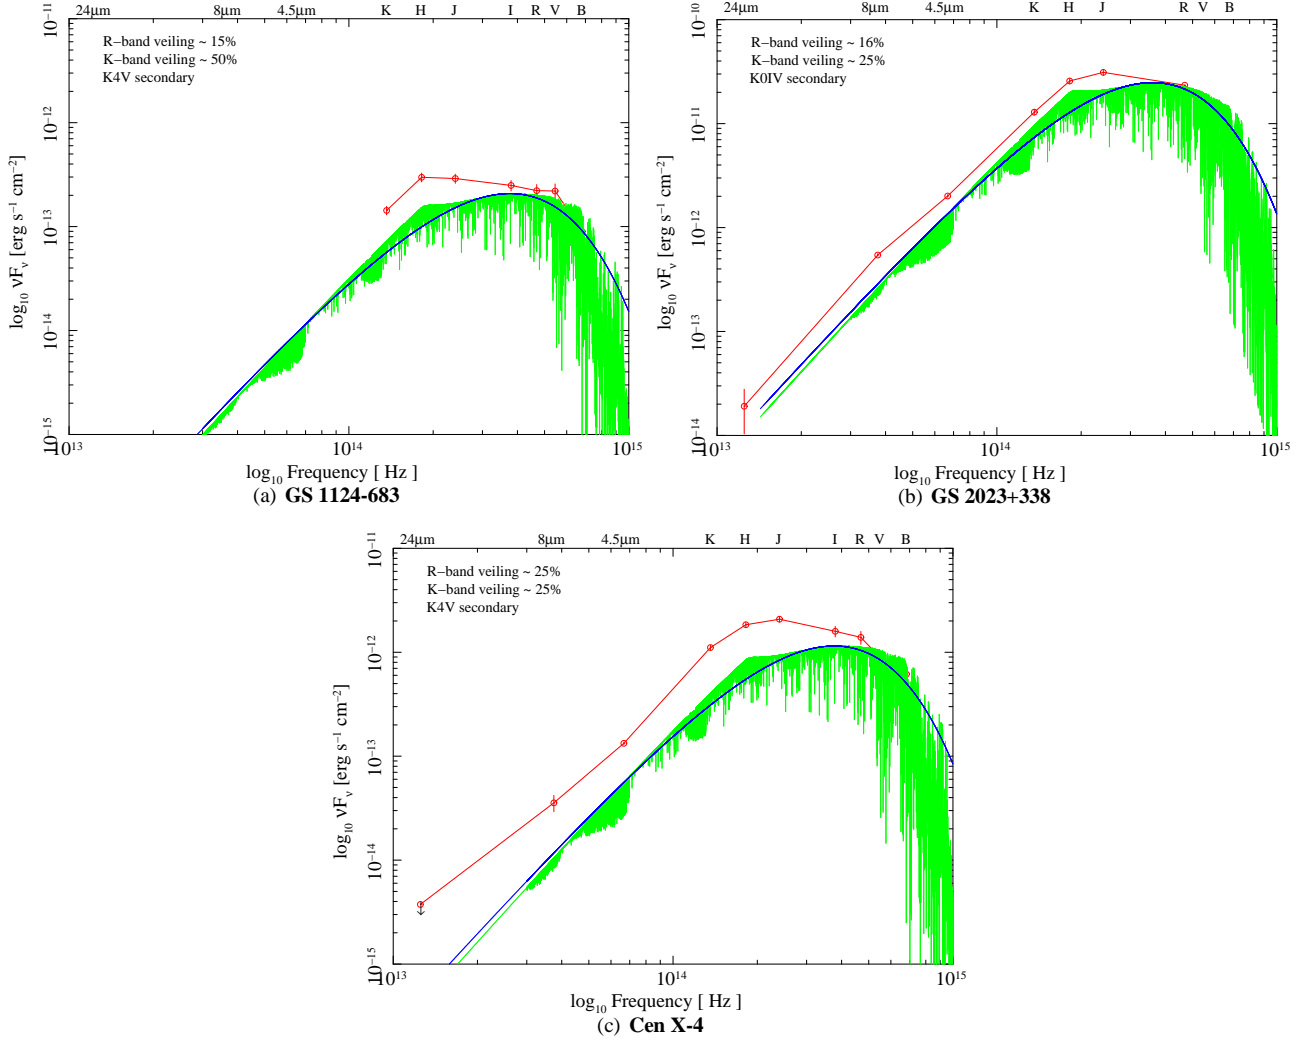 24μm 8μm 4.5μm K H J I R V B
R−band veiling ~ 15%
K−band veiling ~ 50%
K4V secondary
10−11
10−12
10−13
10−14
10−15
log10 νFν [erg s−1 cm−2]
10^13 10^14 10^15
log10 Frequency [ Hz ]
(a) GS 1124-683
24μm 8μm 4.5μm K H J R V B
R−band veiling ~ 16%
K−band veiling ~ 25%
K0IV secondary
10−10
10−11
10−12
10−13
10−14
log10 νFν [erg s−1 cm−2]
10^13 10^14 10^15
log10 Frequency [ Hz ]
(b) GS 2023+338
24μm 8μm 4.5μm K H J I R V B
R−band veiling ~ 25%
K−band veiling ~ 25%
K4V secondary
10−11
10−12
10−13
10−14
10−15
log10 νFν [erg s−1 cm−2]
10^13 10^14 10^15
log10 Frequency [ Hz ]
(c) Cen X-4